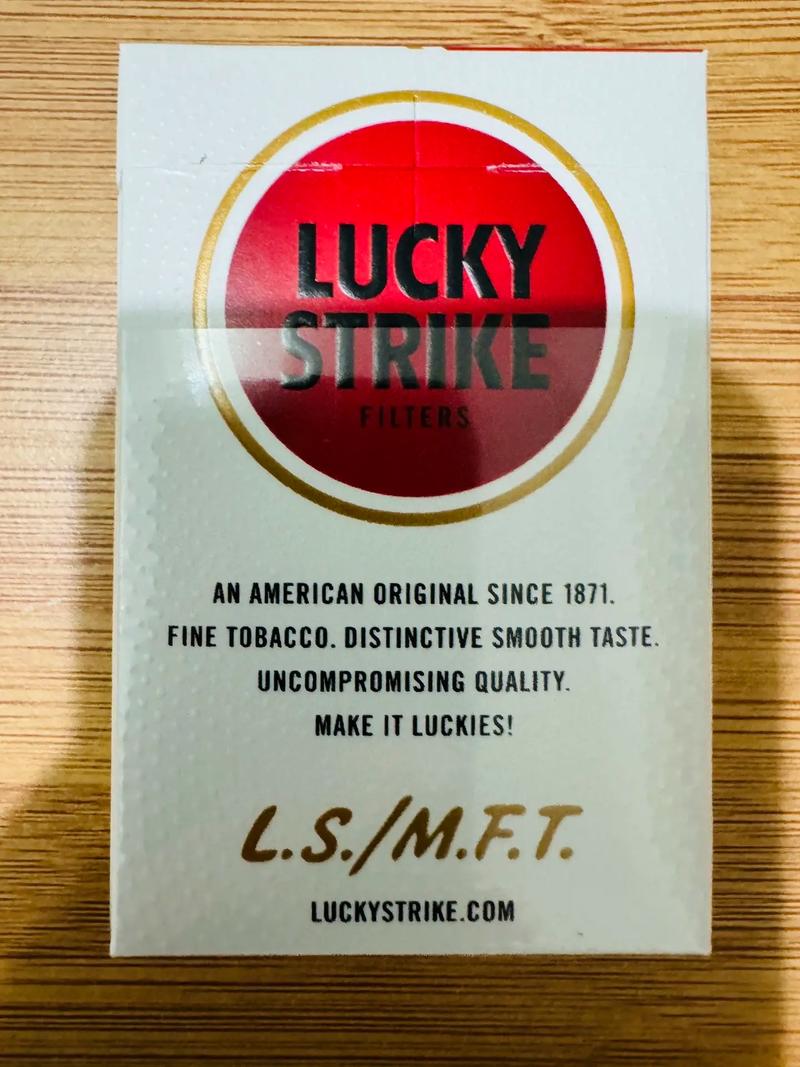 LUCKY
STRIKE
FILTERS
AN AMERICAN ORIGINAL SINCE 1871.
FINE TOBACCO. DISTINCTIVE SMOOTH TASTE.
UNCOMPROMISING QUALITY.
MAKE IT LUCKIES!
L.S./M.F.T.
LUCKYSTRIKE.COM